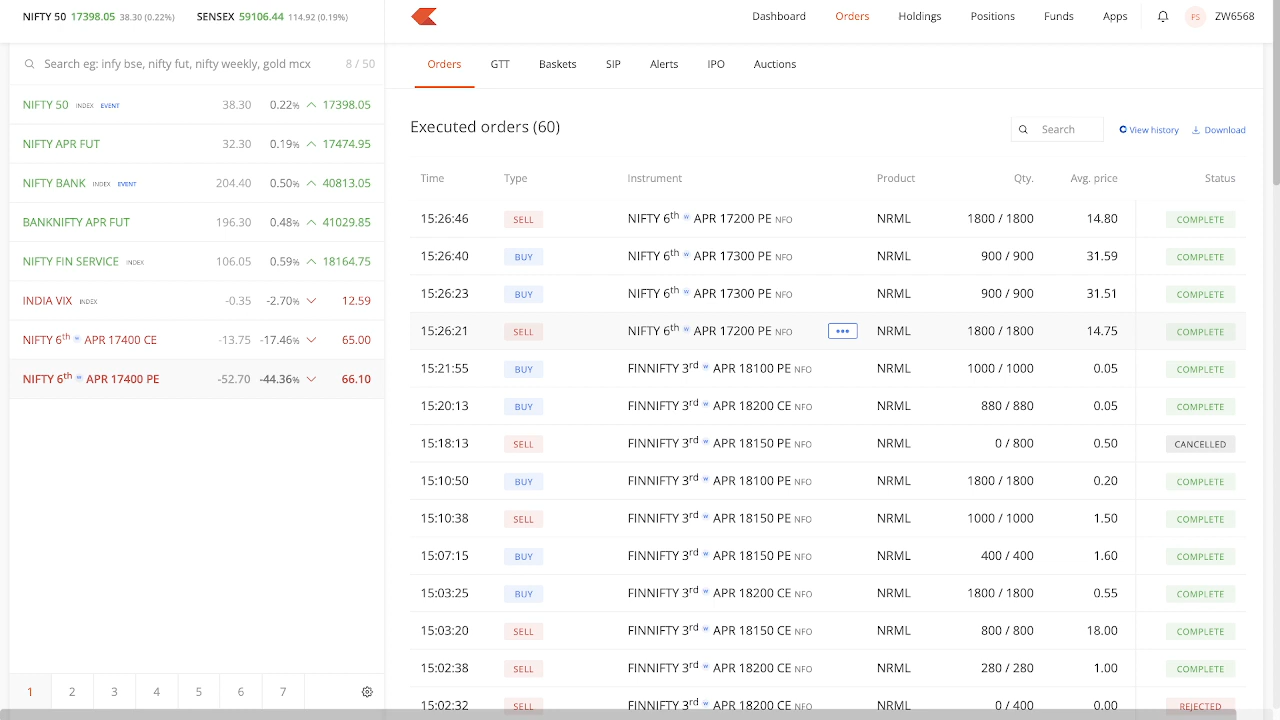 NIFTY 50 17398.05 38.30 (0.22%) SENSEX 59106.44 114.92 (0.19%)
Dashboard Orders Holdings Positions Funds Apps PS ZW6568
Search eg: infy bse, nifty fut, nifty weekly, gold mcx 8 / 50
NIFTY 50 INDEX EVENT 38.30 0.22% 17398.05
NIFTY APR FUT 32.30 0.19% 17474.95
NIFTY BANK INDEX EVENT 204.40 0.50% 40813.05
BANKNIFTY APR FUT 196.30 0.48% 41029.85
NIFTY FIN SERVICE INDEX 106.05 0.59% 18164.75
INDIA VIX INDEX -0.35 -2.70% 12.59
NIFTY 6th w APR 17400 CE -13.75 -17.46% 65.00
NIFTY 6th w APR 17400 PE -52.70 -44.36% 66.10
1 2 3 4 5 6 7
Orders GTT Baskets SIP Alerts IPO Auctions
Executed orders (60) Search View history Download
Time Type Instrument Product Qty. Avg. price Status
15:26:46 SELL NIFTY 6th w APR 17200 PE NFO NRML 1800 / 1800 14.80 COMPLETE
15:26:40 BUY NIFTY 6th w APR 17300 PE NFO NRML 900 / 900 31.59 COMPLETE
15:26:23 BUY NIFTY 6th w APR 17300 PE NFO NRML 900 / 900 31.51 COMPLETE
15:26:21 SELL NIFTY 6th w APR 17200 PE NFO NRML 1800 / 1800 14.75 COMPLETE
15:21:55 BUY FINNIFTY 3rd w APR 18100 PE NFO NRML 1000 / 1000 0.05 COMPLETE
15:20:13 BUY FINNIFTY 3rd w APR 18200 CE NFO NRML 880 / 880 0.05 COMPLETE
15:18:13 SELL FINNIFTY 3rd w APR 18150 PE NFO NRML 0 / 800 0.50 CANCELLED
15:10:50 BUY FINNIFTY 3rd w APR 18100 PE NFO NRML 1800 / 1800 0.20 COMPLETE
15:10:38 SELL FINNIFTY 3rd w APR 18150 PE NFO NRML 1000 / 1000 1.50 COMPLETE
15:07:15 BUY FINNIFTY 3rd w APR 18150 PE NFO NRML 400 / 400 1.60 COMPLETE
15:03:25 BUY FINNIFTY 3rd w APR 18200 CE NFO NRML 1800 / 1800 0.55 COMPLETE
15:03:20 SELL FINNIFTY 3rd w APR 18150 CE NFO NRML 800 / 800 18.00 COMPLETE
15:02:38 SELL FINNIFTY 3rd w APR 18200 CE NFO NRML 280 / 280 1.00 COMPLETE
15:02:32 SELL FINNIFTY 3rd w APR 18200 CE NFO NRML 0 / 400 0.00 REJECTED